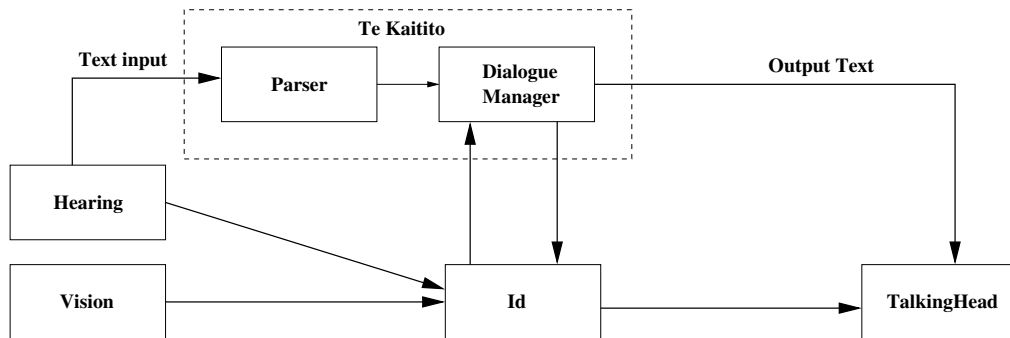 Te Kaitito
Text input
Parser
Dialogue
Manager
Output Text
Hearing
Vision
Id
TalkingHead